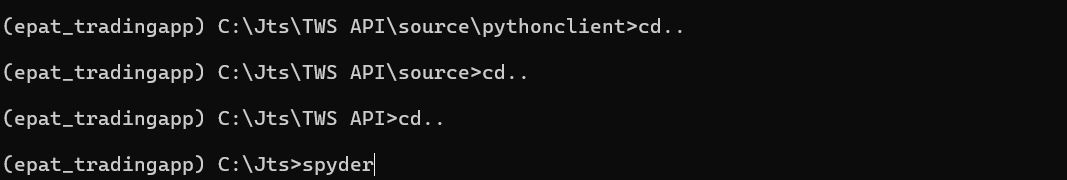 (epat_tradingapp) C:\Jts\TWS API\source\pythonclient>cd..
(epat_tradingapp) C:\Jts\TWS API\source>cd..
(epat_tradingapp) C:\Jts\TWS API>cd..
(epat_tradingapp) C:\Jts>spyder